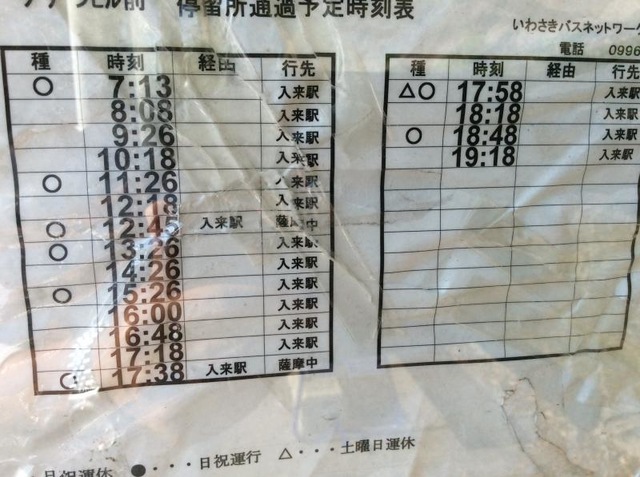 ビル前 停留所通過予定時刻表
いわさきバスネットワーク
電話 0996
種 時刻 経由 行先
○ 7:13 入来駅
8:08 入来駅
9:26 入来駅
10:18 入来駅
○ 11:26 入来駅
12:18 入来駅
○ 12:45 入来駅 薩摩中
○ 13:26 入来駅
14:26 入来駅
○ 15:26 入来駅
16:00 入来駅
16:48 入来駅
17:18 入来駅
○ 17:38 入来駅 薩摩中
種 時刻 経由 行先
△○ 17:58 入来駅
18:18 入来駅
○ 18:48 入来駅
19:18 入来駅
日祝運休 ●・・・日祝運行 △・・・土曜日運休